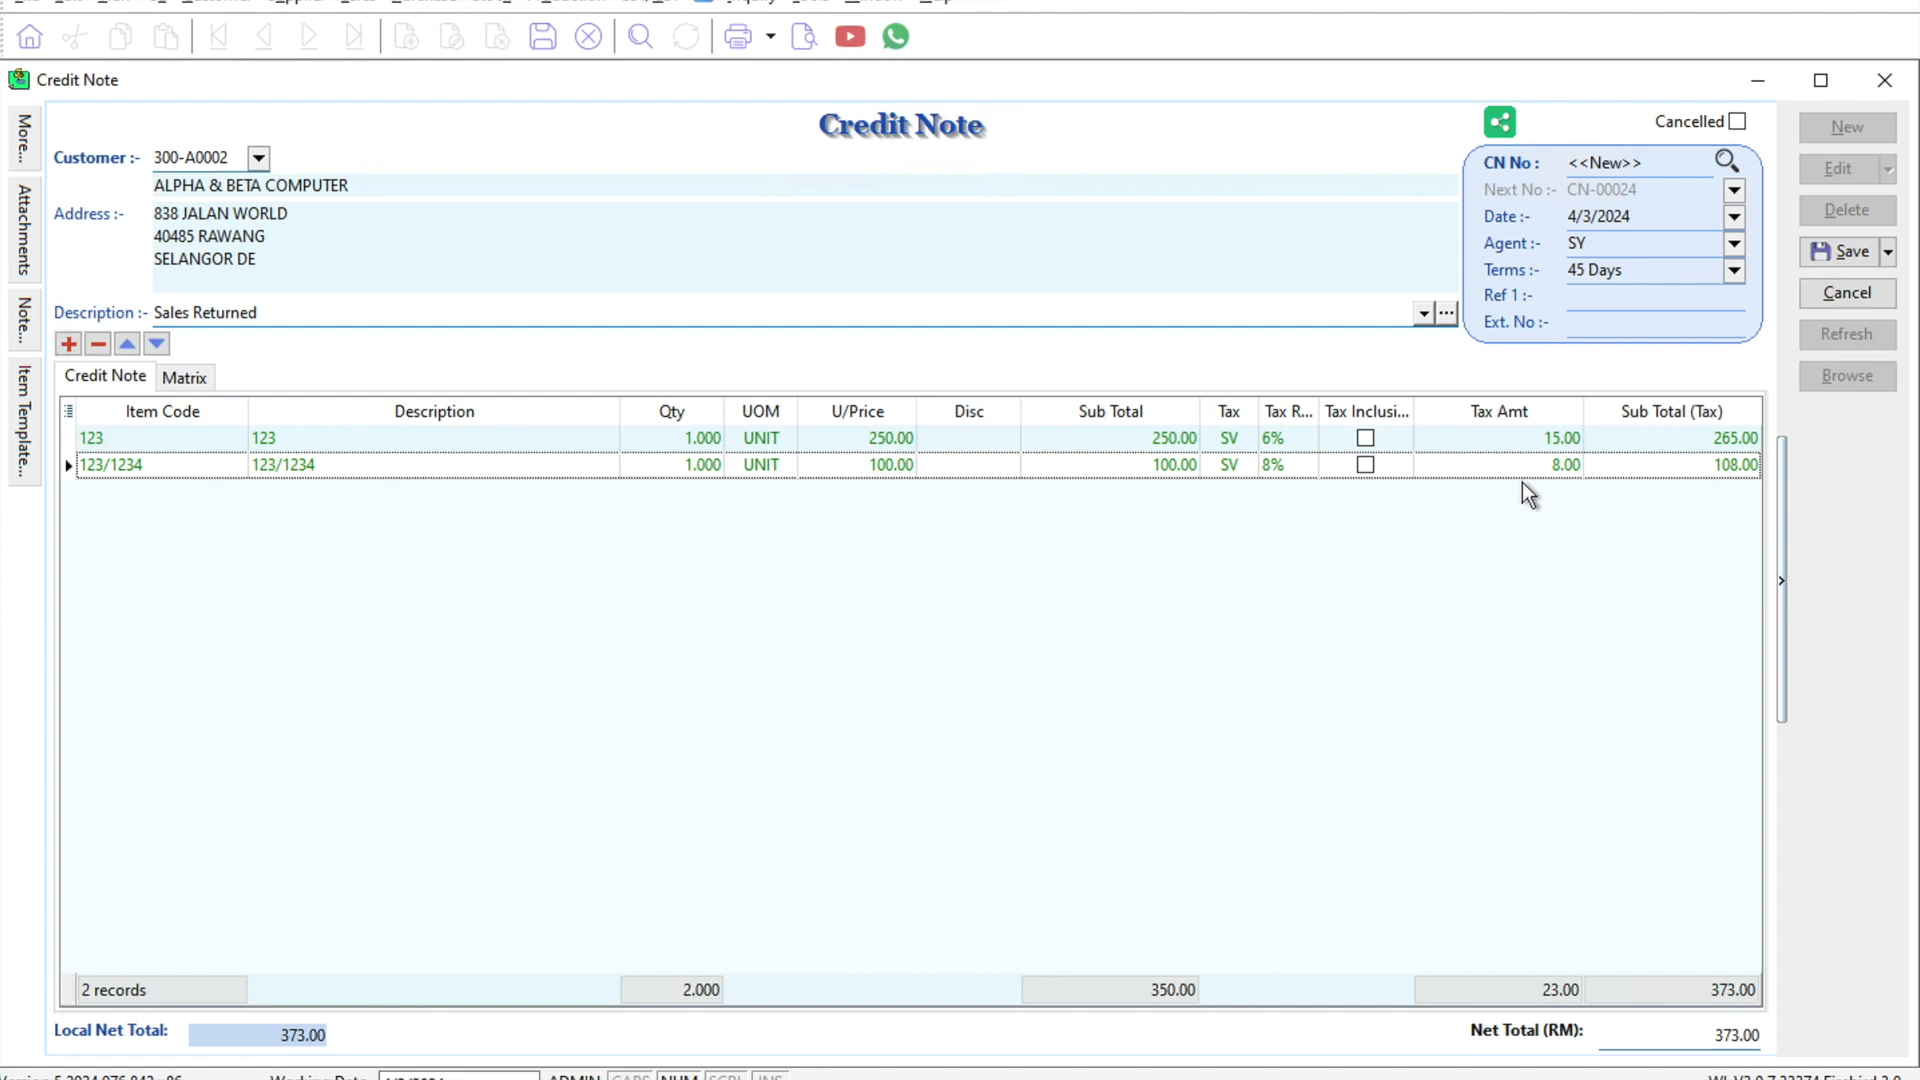 Credit Note
More...
Attachments
Note...
Item Template...
Credit Note
Cancelled
Customer :- 300-A0002
ALPHA & BETA COMPUTER
Address :- 838 JALAN WORLD
40485 RAWANG
SELANGOR DE
Description :- Sales Returned
CN No : <<New>>
Next No :- CN-00024
Date :- 4/3/2024
Agent :- SY
Terms :- 45 Days
Ref 1 :-
Ext. No :-
New
Edit
Delete
Save
Cancel
Refresh
Browse
Credit Note Matrix
Item Code Description Qty UOM U/Price Disc Sub Total Tax Tax R... Tax Inclusi... Tax Amt Sub Total (Tax)
123 123 1.000 UNIT 250.00 250.00 SV 6% 15.00 265.00
123/1234 123/1234 1.000 UNIT 100.00 100.00 SV 8% 8.00 108.00
2 records 2.000 350.00 23.00 373.00
Local Net Total: 373.00
Net Total (RM): 373.00